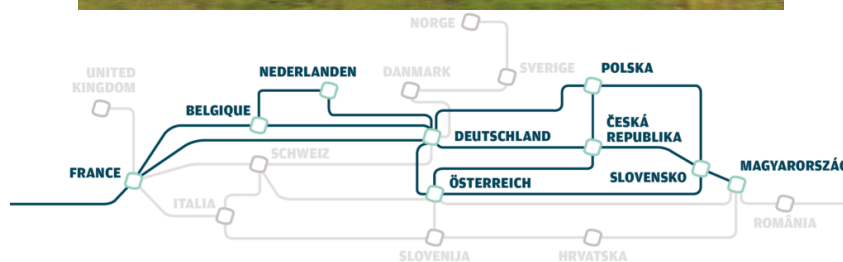 NORGE
UNITED
KINGDOM
NEDERLANDEN
DANMARK
SVERIGE
POLSKA
BELGIQUE
DEUTSCHLAND
ČESKÁ
REPUBLIKA
SCHWEIZ
FRANCE
ÖSTERREICH
SLOVENSKO
MAGYARORSZÁG
ITALIA
ROMÂNIA
SLOVENIJA
HRVATSKA